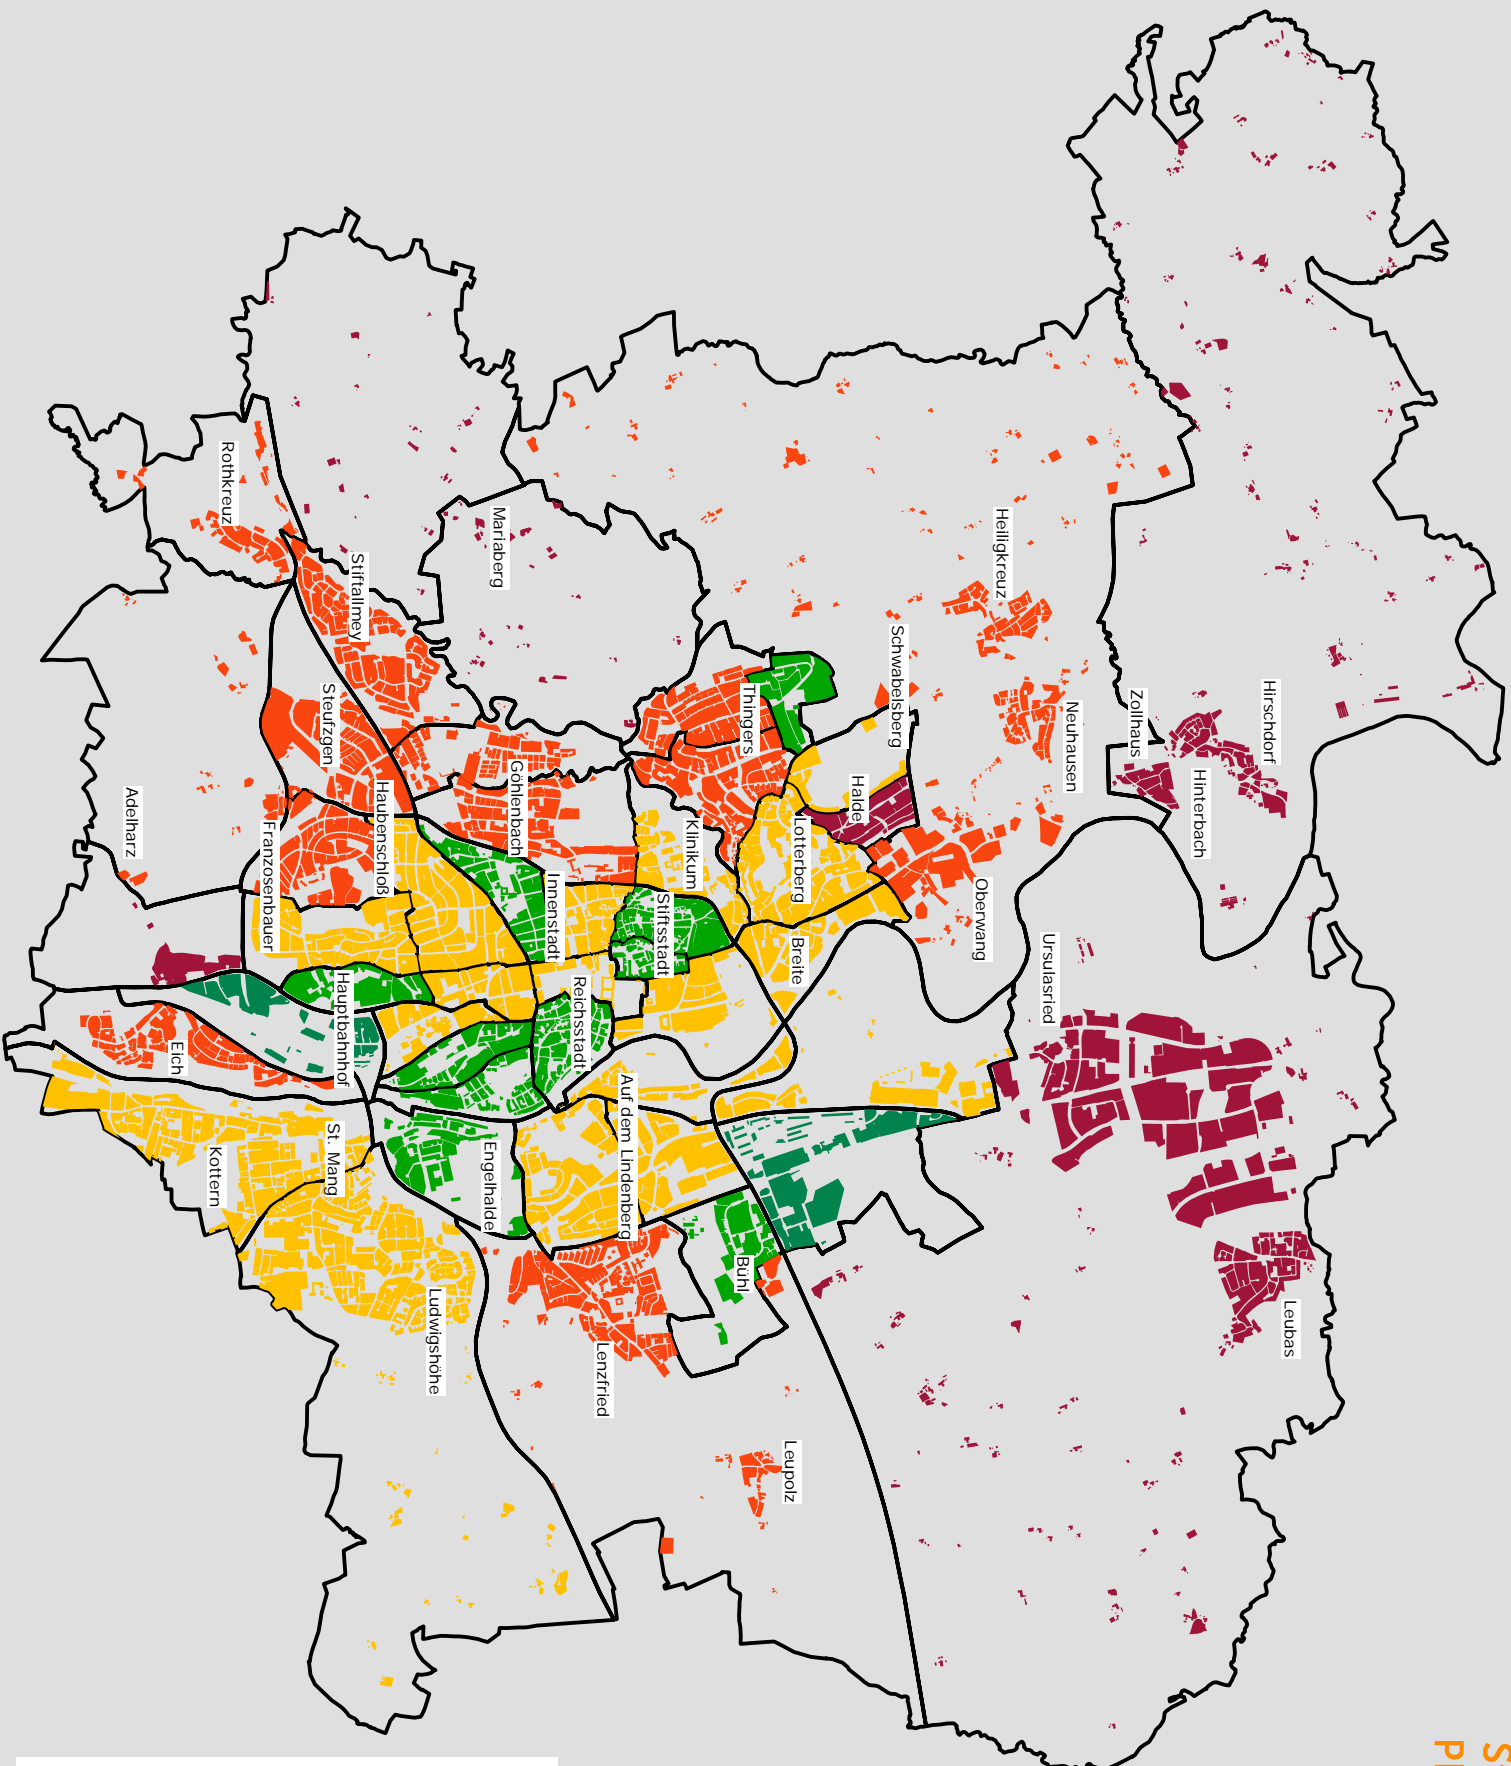 Hirschdorf
Zollhaus
Hinterbach
Neuhausen
Heiligkreuz
Schwabelsberg
Halde
Oberwang
Ursulasried
Leubas
Thingers
Lotterberg
Breite
Klinikum
Stiftsstadt
Mariaberg
Göhlenbach
Innenstadt
Reichsstadt
Auf dem Lindenberg
Bühl
Leupolz
Lenzfried
Engelhalde
Ludwigshöhe
Rothkreuz
Stiftallmey
Steufzgen
Haubenschloß
Franzosenbauer
Adelharz
Hauptbahnhof
Eich
St. Mang
Kottern